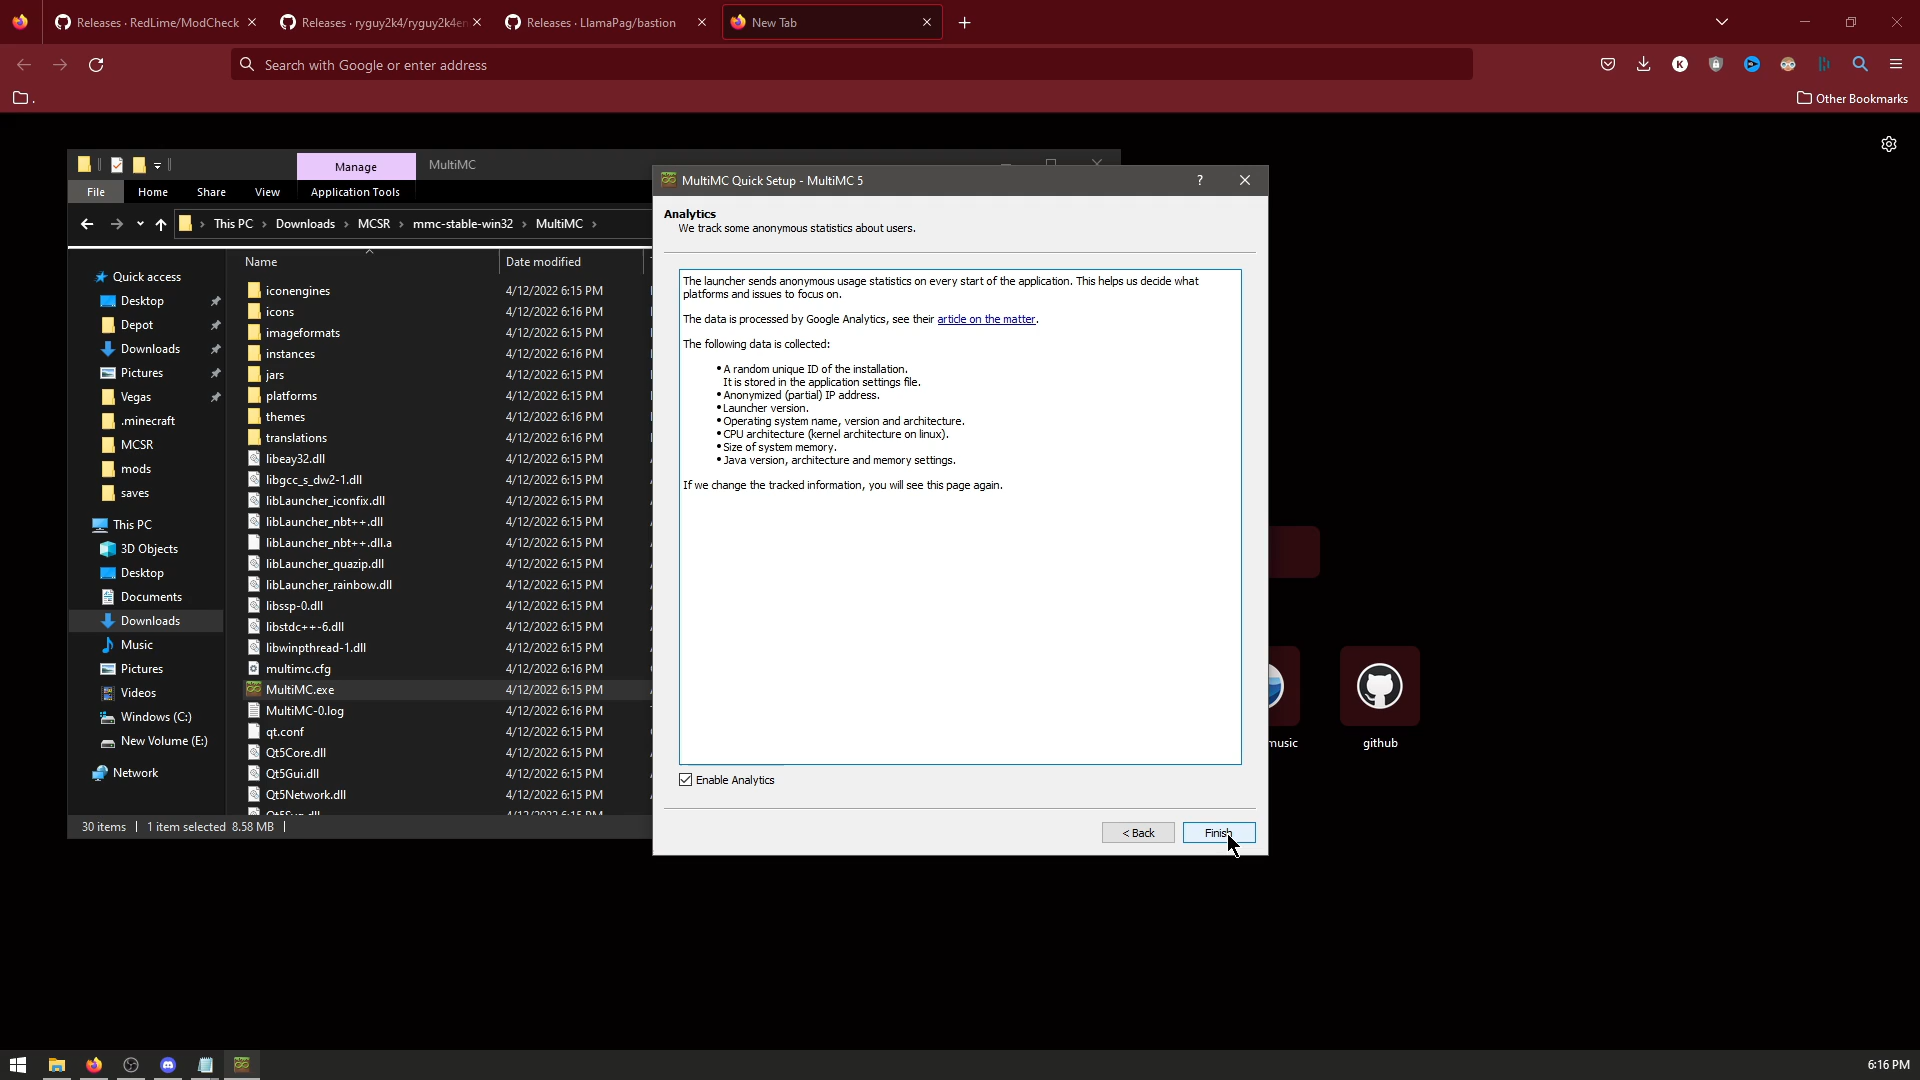 Releases · RedLime/ModCheck
Releases · ryguy2k4/ryguy2k4en
Releases · LlamaPag/bastion
New Tab
Search with Google or enter address
K
.
Other Bookmarks
Manage
MultiMC
File
Home
Share
View
Application Tools
This PC
Downloads
MCSR
mmc-stable-win32
MultiMC
Name
Date modified
Quick access
Desktop
Depot
Downloads
Pictures
Vegas
.minecraft
MCSR
mods
saves
This PC
3D Objects
Desktop
Documents
Downloads
Music
Pictures
Videos
Windows (C:)
New Volume (E:)
Network
iconengines 4/12/2022 6:15 PM
icons 4/12/2022 6:16 PM
imageformats 4/12/2022 6:15 PM
instances 4/12/2022 6:16 PM
jars 4/12/2022 6:15 PM
platforms 4/12/2022 6:15 PM
themes 4/12/2022 6:16 PM
translations 4/12/2022 6:16 PM
libeay32.dll 4/12/2022 6:15 PM
libgcc_s_dw2-1.dll 4/12/2022 6:15 PM
libLauncher_iconfix.dll 4/12/2022 6:15 PM
libLauncher_nbt++.dll 4/12/2022 6:15 PM
libLauncher_nbt++.dll.a 4/12/2022 6:15 PM
libLauncher_quazip.dll 4/12/2022 6:15 PM
libLauncher_rainbow.dll 4/12/2022 6:15 PM
libssp-0.dll 4/12/2022 6:15 PM
libstdc++-6.dll 4/12/2022 6:15 PM
libwinpthread-1.dll 4/12/2022 6:15 PM
multimc.cfg 4/12/2022 6:16 PM
MultiMC.exe 4/12/2022 6:15 PM
MultiMC-0.log 4/12/2022 6:16 PM
qt.conf 4/12/2022 6:15 PM
Qt5Core.dll 4/12/2022 6:15 PM
Qt5Gui.dll 4/12/2022 6:15 PM
Qt5Network.dll 4/12/2022 6:15 PM
30 items
1 item selected 8.58 MB
MultiMC Quick Setup - MultiMC 5
?
Analytics
We track some anonymous statistics about users.
The launcher sends anonymous usage statistics on every start of the application. This helps us decide what
platforms and issues to focus on.
The data is processed by Google Analytics, see their article on the matter.
The following data is collected:
• A random unique ID of the installation.
It is stored in the application settings file.
• Anonymized (partial) IP address.
• Launcher version.
• Operating system name, version and architecture.
• CPU architecture (kernel architecture on linux).
• Size of system memory.
• Java version, architecture and memory settings.
If we change the tracked information, you will see this page again.
Enable Analytics
< Back
Finish
music
github
6:16 PM